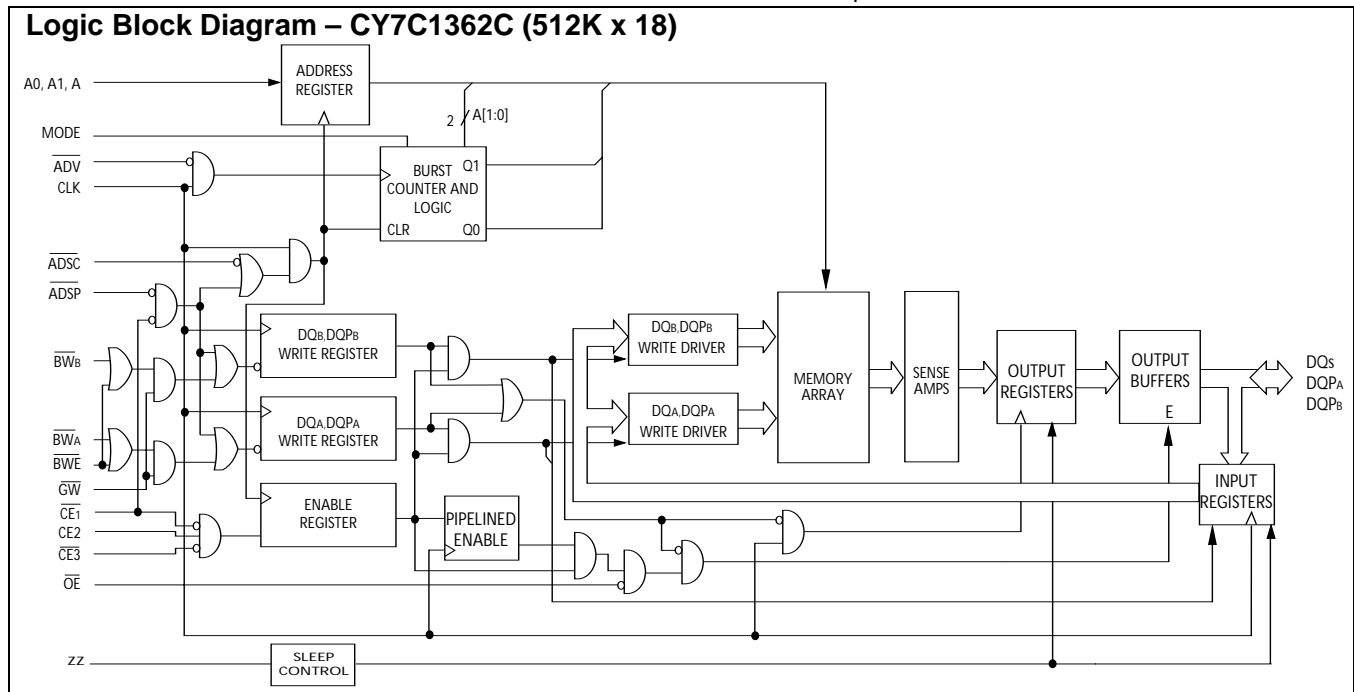 Logic Block Diagram – CY7C1362C (512K x 18)
A0, A1, A
ADDRESS
REGISTER
2
A[1:0]
MODE
ADV
CLK
BURST
COUNTER AND
LOGIC
Q1
CLR
Q0
ADSC
ADSP
DQB,DQPB
WRITE REGISTER
BWB
DQA,DQPA
WRITE REGISTER
BWA
BWE
GW
CE1
CE2
CE3
ENABLE
REGISTER
PIPELINED
ENABLE
OE
DQB,DQPB
WRITE DRIVER
DQA,DQPA
WRITE DRIVER
MEMORY
ARRAY
SENSE
AMPS
OUTPUT
REGISTERS
OUTPUT
BUFFERS
E
DQs
DQPA
DQPB
INPUT
REGISTERS
ZZ
SLEEP
CONTROL